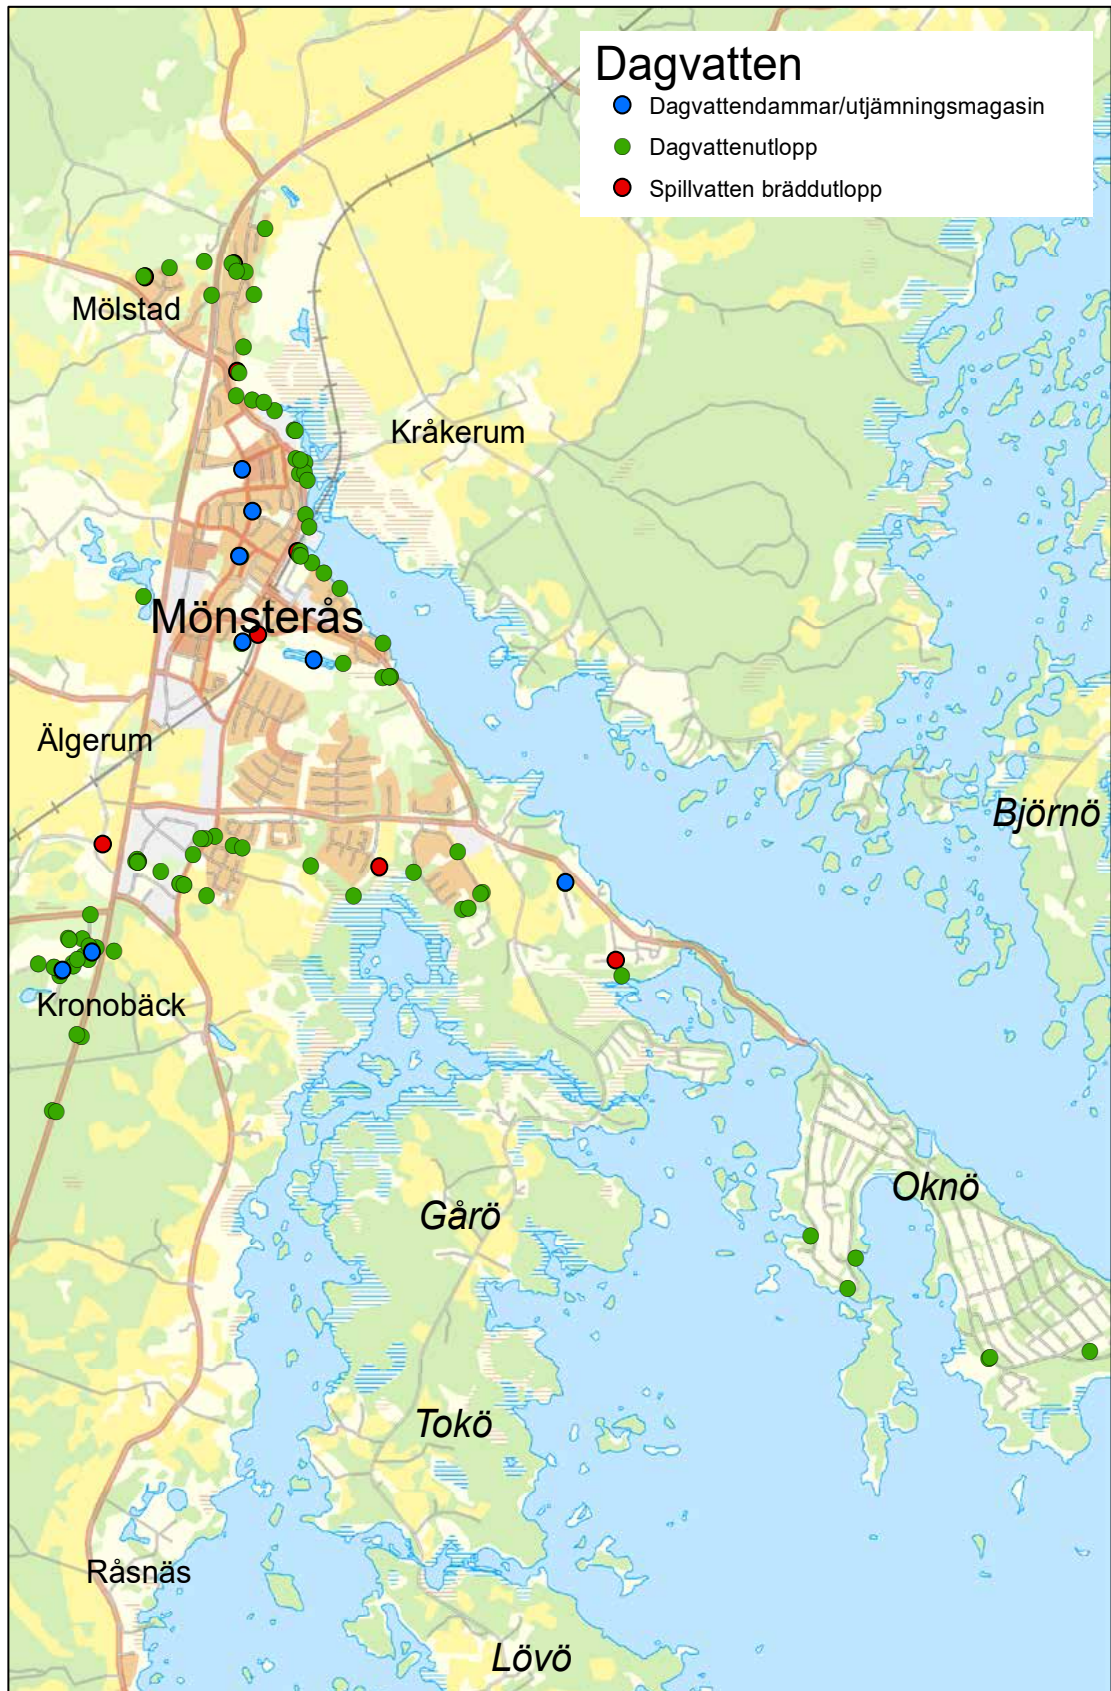 Dagvatten
Dagvattendammar/utjämningsmagasin
Dagvattenutlopp
Spillvatten bräddutlopp
Mölstad
Kråkerum
Mönsterås
Älgerum
Björnö
Kronobäck
Oknö
Gårö
Tokö
Råsnäs
Lövö